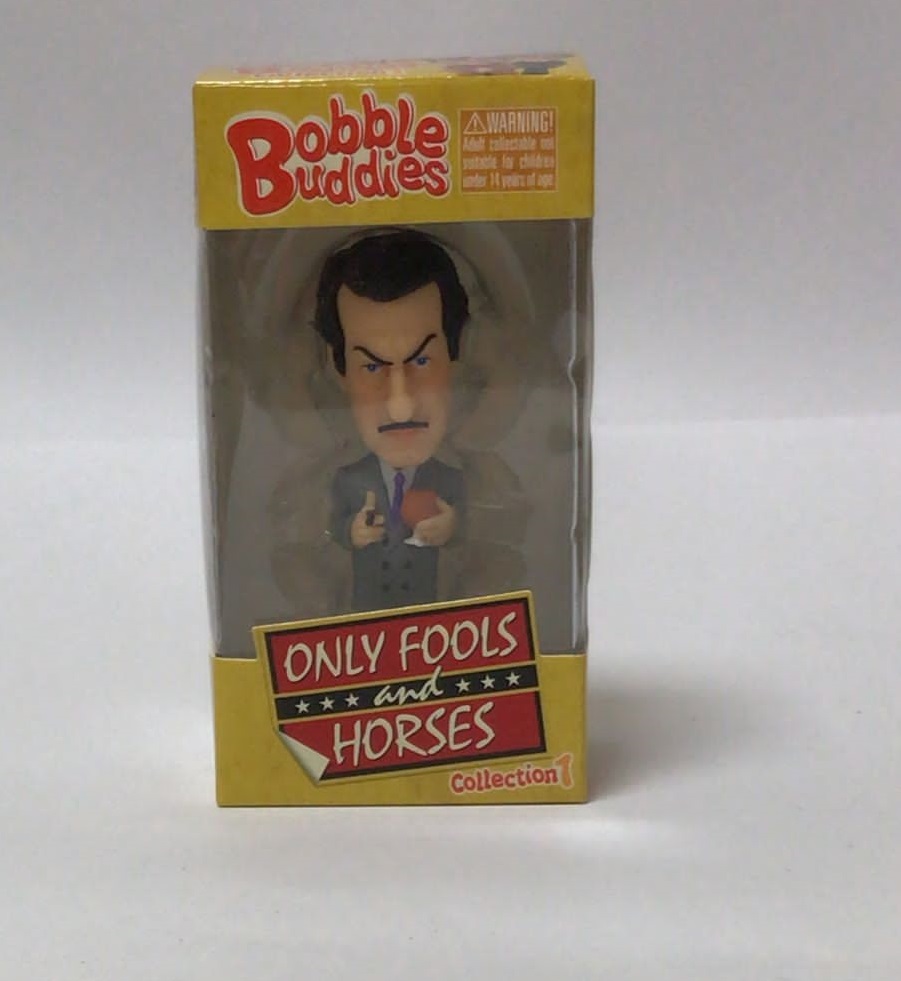 Bobble
Buddies
WARNING!
Adult collectable not
suitable for children
under 14 years of age
ONLY FOOLS
and
HORSES
Collection 1